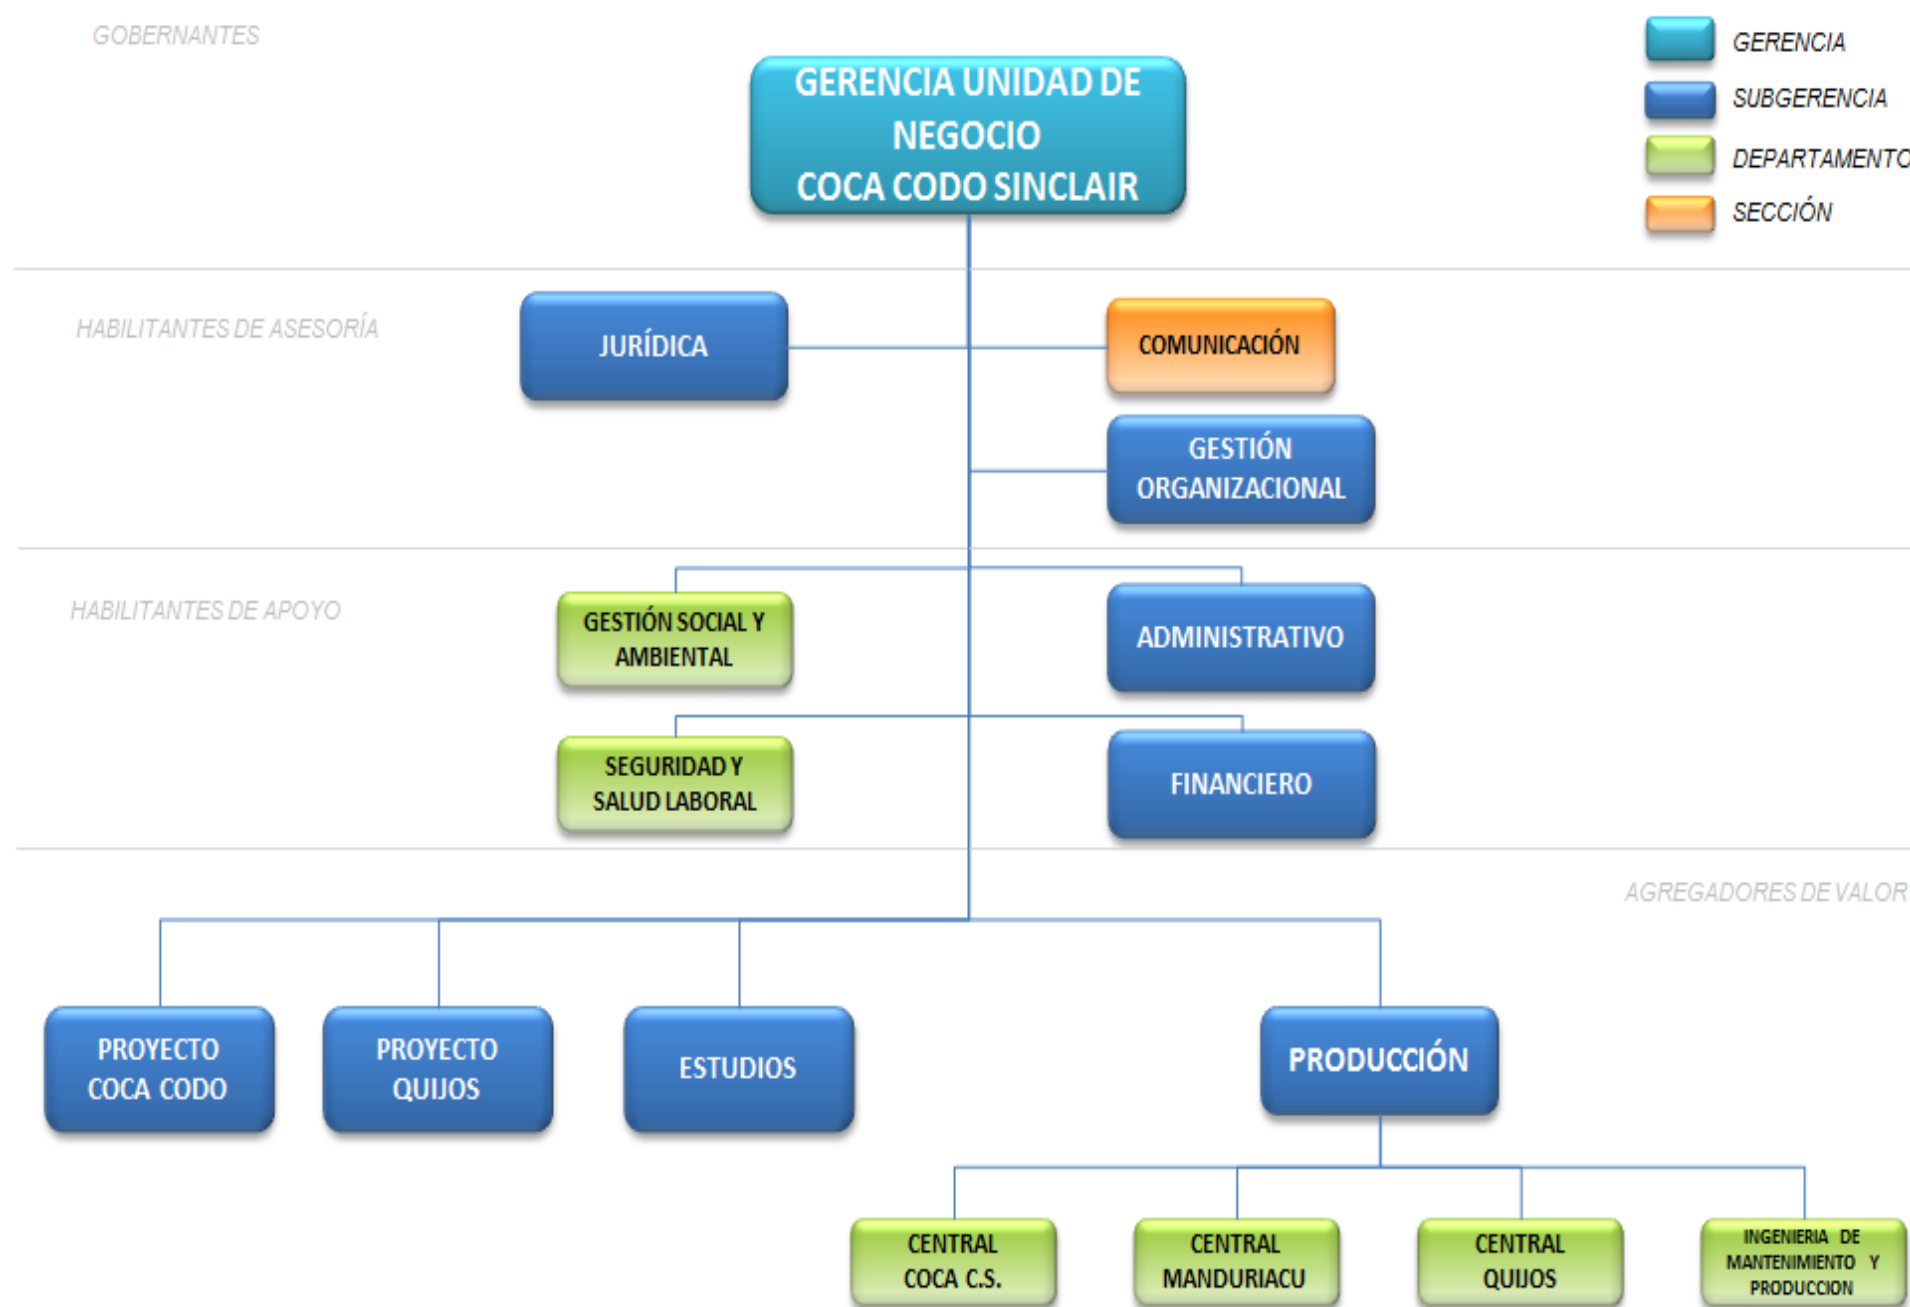 GOBERNANTES
GERENCIA UNIDAD DE
NEGOCIO
COCA CODO SINCLAIR
GERENCIA
SUBGERENCIA
DEPARTAMENTO
SECCIÓN
HABILITANTES DE ASESORÍA
JURÍDICA
COMUNICACIÓN
GESTIÓN
ORGANIZACIONAL
HABILITANTES DE APOYO
GESTIÓN SOCIAL Y
AMBIENTAL
ADMINISTRATIVO
SEGURIDAD Y
SALUD LABORAL
FINANCIERO
AGREGADORES DE VALOR
PROYECTO
COCA CODO
PROYECTO
QUIJOS
ESTUDIOS
PRODUCCIÓN
CENTRAL
COCA C.S.
CENTRAL
MANDURIACU
CENTRAL
QUIJOS
INGENIERIA DE
MANTENIMIENTO Y
PRODUCCION